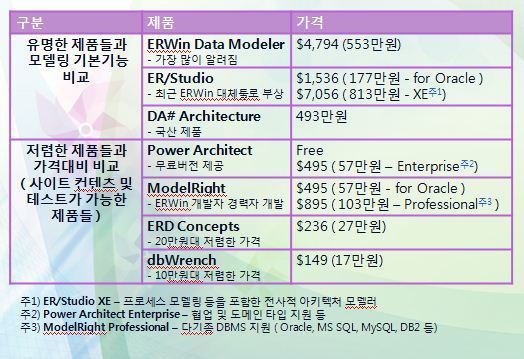 구분 제품 가격
유명한 제품들과
모델링 기본기능
비교
ERWin Data Modeler
- 가장 많이 알려짐
$4,794 (553만원)
ER/Studio
- 최근 ERWin 대체툴로 부상
$1,536 ( 177만원 - for Oracle )
$7,056 ( 813만원 - XE주1)
DA# Architecture
- 국산 제품
493만원
저렴한 제품들과
가격대비 비교
( 사이트 컨텐츠 및
테스트가 가능한
제품들 )
Power Architect
- 무료버전 제공
Free
$495 ( 57만원 – Enterprise주2)
ModelRight
- ERWin 개발자 경력자 개발
$495 ( 57만원 - for Oracle )
$895 ( 103만원 – Professional주3 )
ERD Concepts
- 20만원대 저렴한 가격
$236 ( 27만원)
dbWrench
- 10만원대 저렴한 가격
$149 (17만원)
주1) ER/Studio XE – 프로세스 모델링 등을 포함한 전사적 아키텍처 모델러
주2) Power Architect Enterprise – 협업 및 도메인 타입 지원 등
주3) ModelRight Professional – 다기종 DBMS 지원 ( Oracle, MS SQL, MySQL, DB2 등)